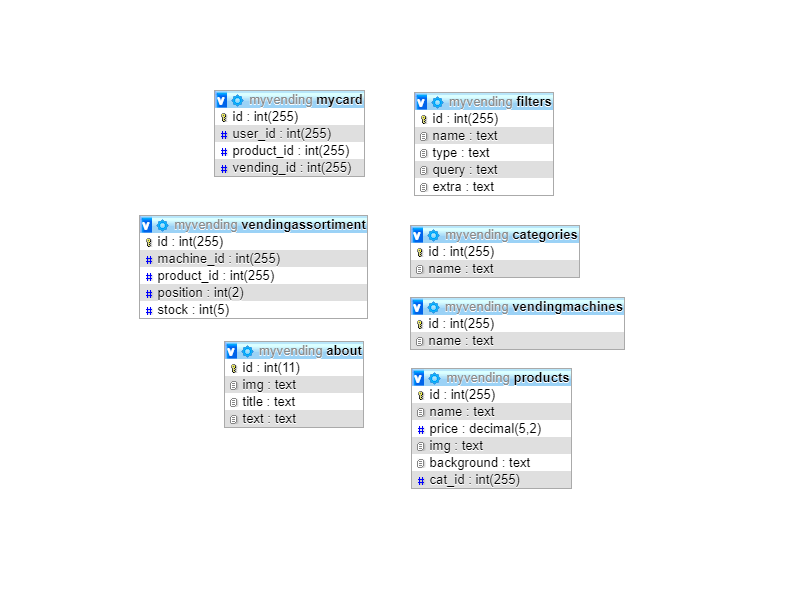 myvending mycard
id : int(255)
user_id : int(255)
product_id : int(255)
vending_id : int(255)
myvending filters
id : int(255)
name : text
type : text
query : text
extra : text
myvending vendingassortiment
id : int(255)
machine_id : int(255)
product_id : int(255)
position : int(2)
stock : int(5)
myvending categories
id : int(255)
name : text
myvending vendingmachines
id : int(255)
name : text
myvending about
id : int(11)
img : text
title : text
text : text
myvending products
id : int(255)
name : text
price : decimal(5,2)
img : text
background : text
cat_id : int(255)